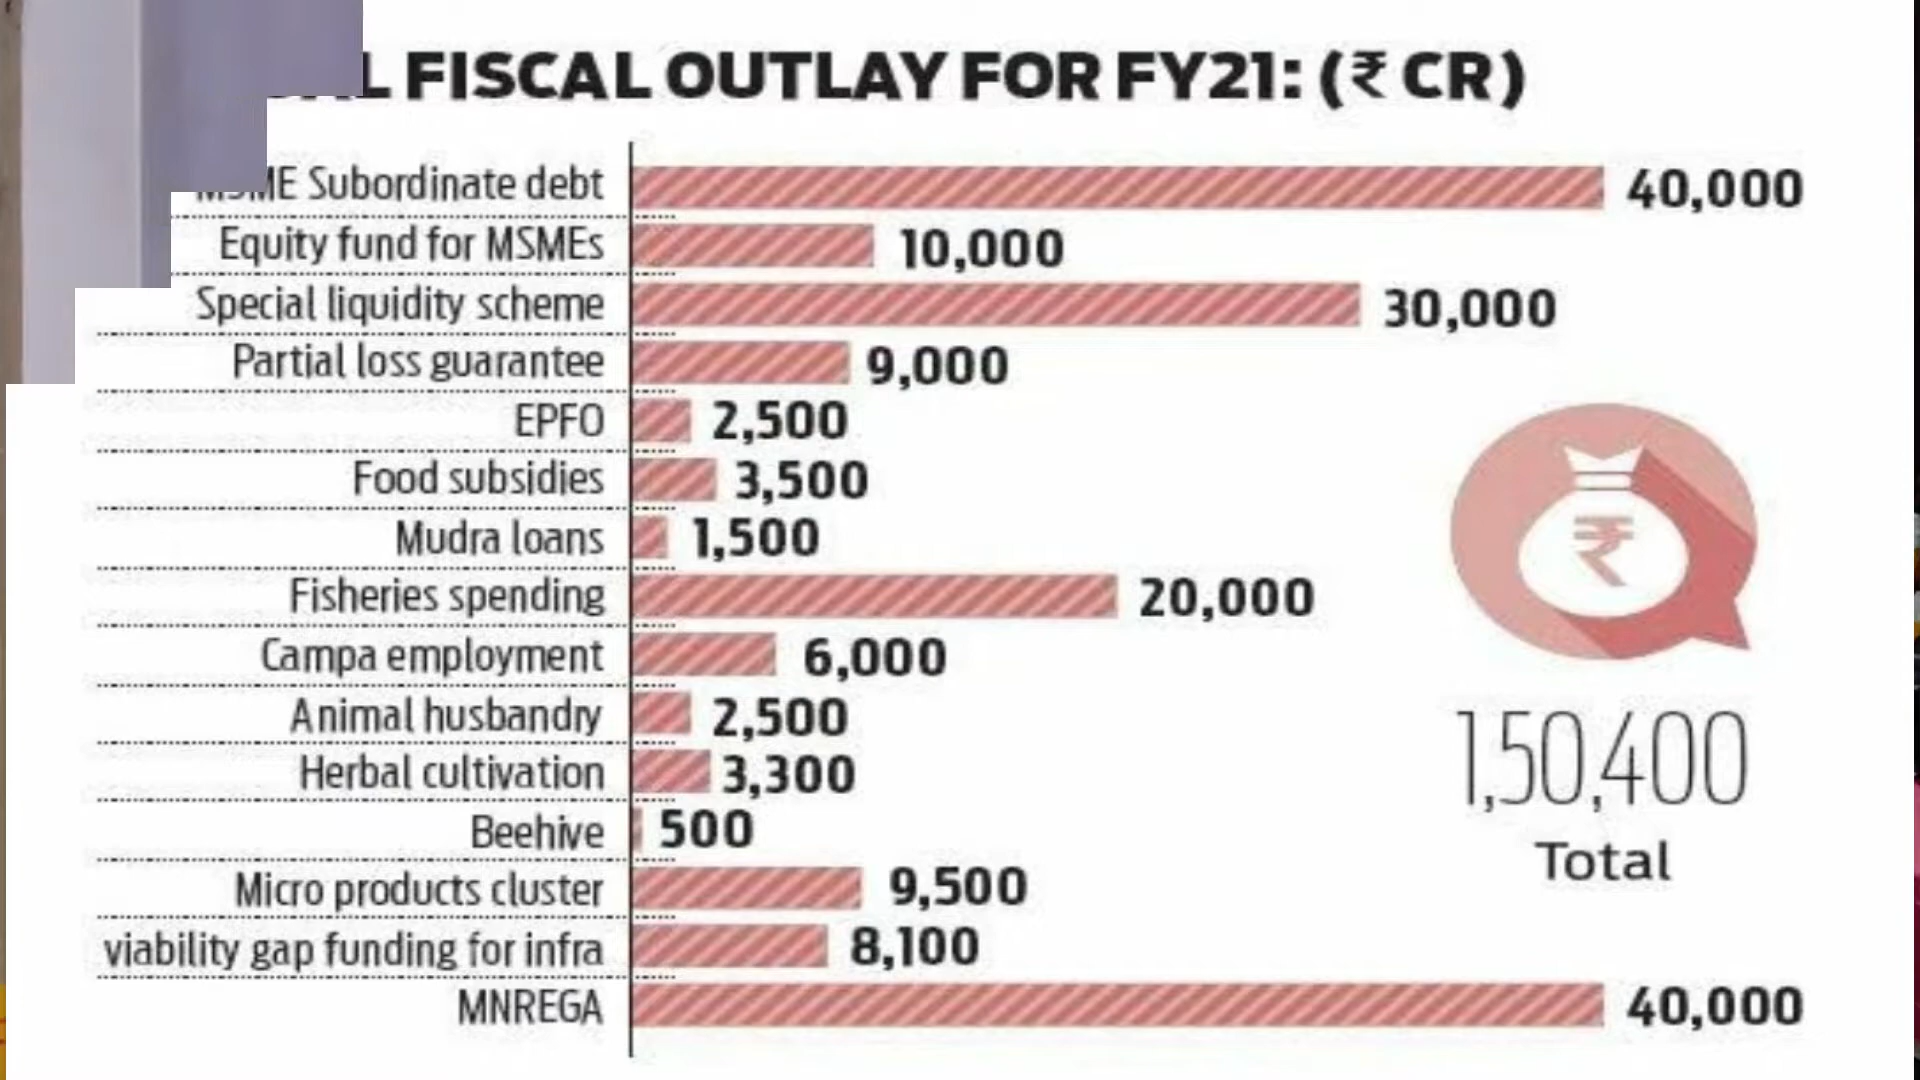 L FISCAL OUTLAY FOR FY21: (₹ CR)
MSME Subordinate debt 40,000
Equity fund for MSMEs 10,000
Special liquidity scheme 30,000
Partial loss guarantee 9,000
EPFO 2,500
Food subsidies 3,500
Mudra loans 1,500
Fisheries spending 20,000
Campa employment 6,000
Animal husbandry 2,500
Herbal cultivation 3,300
Beehive 500
Micro products cluster 9,500
viability gap funding for infra 8,100
MNREGA 40,000
₹
1,50,400
Total